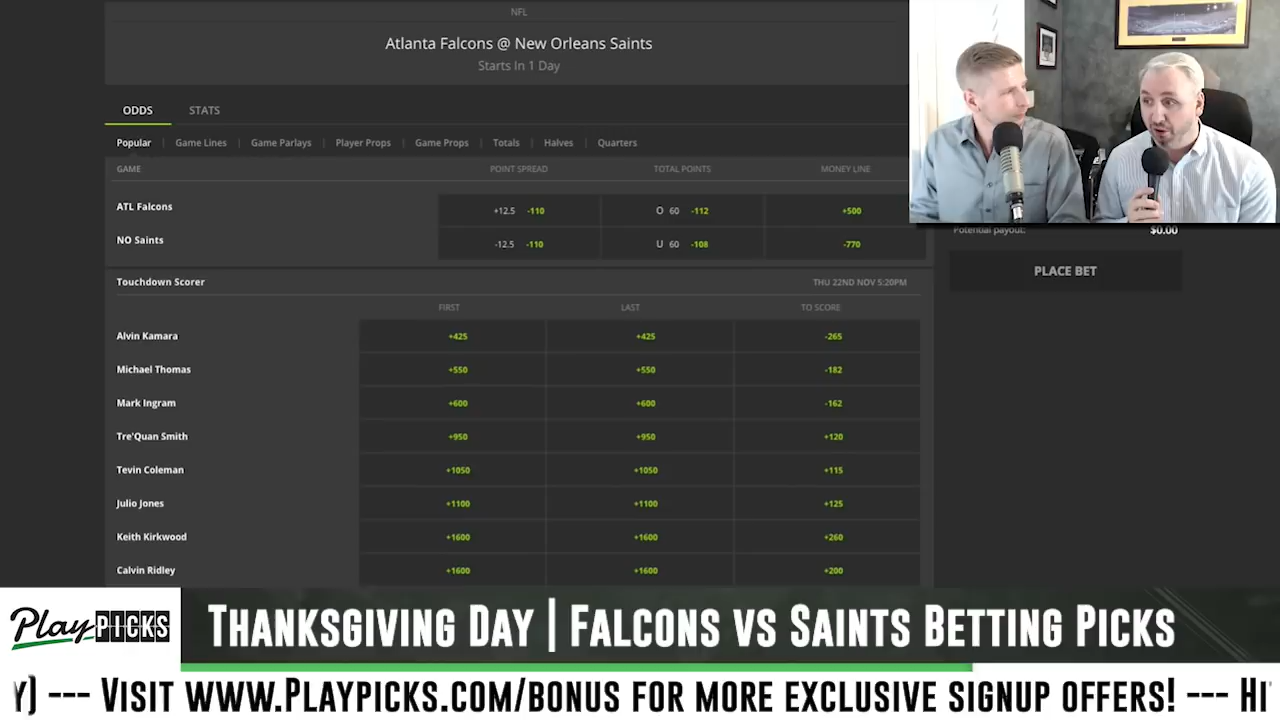 NFL
Atlanta Falcons @ New Orleans Saints
Starts In 1 Day
ODDS STATS
Popular | Game Lines | Game Parlays | Player Props | Game Props | Totals | Halves | Quarters
GAME POINT SPREAD TOTAL POINTS MONEY LINE
ATL Falcons +12.5 -110 O 60 -112 +500
NO Saints -12.5 -110 U 60 -108 -770
Potential payout: $0.00
PLACE BET
Touchdown Scorer THU 22ND NOV 5:20PM
FIRST LAST TO SCORE
Alvin Kamara +425 +425 -265
Michael Thomas +550 +550 -182
Mark Ingram +600 +600 -162
Tre'Quan Smith +950 +950 +120
Tevin Coleman +1050 +1050 +115
Julio Jones +1100 +1100 +125
Keith Kirkwood +1600 +1600 +260
Calvin Ridley +1600 +1600 +200
PlayPICKS
THANKSGIVING DAY | FALCONS VS SAINTS BETTING PICKS
Y) --- VISIT WWW.PLAYPICKS.COM/BONUS FOR MORE EXCLUSIVE SIGNUP OFFERS! --- HI